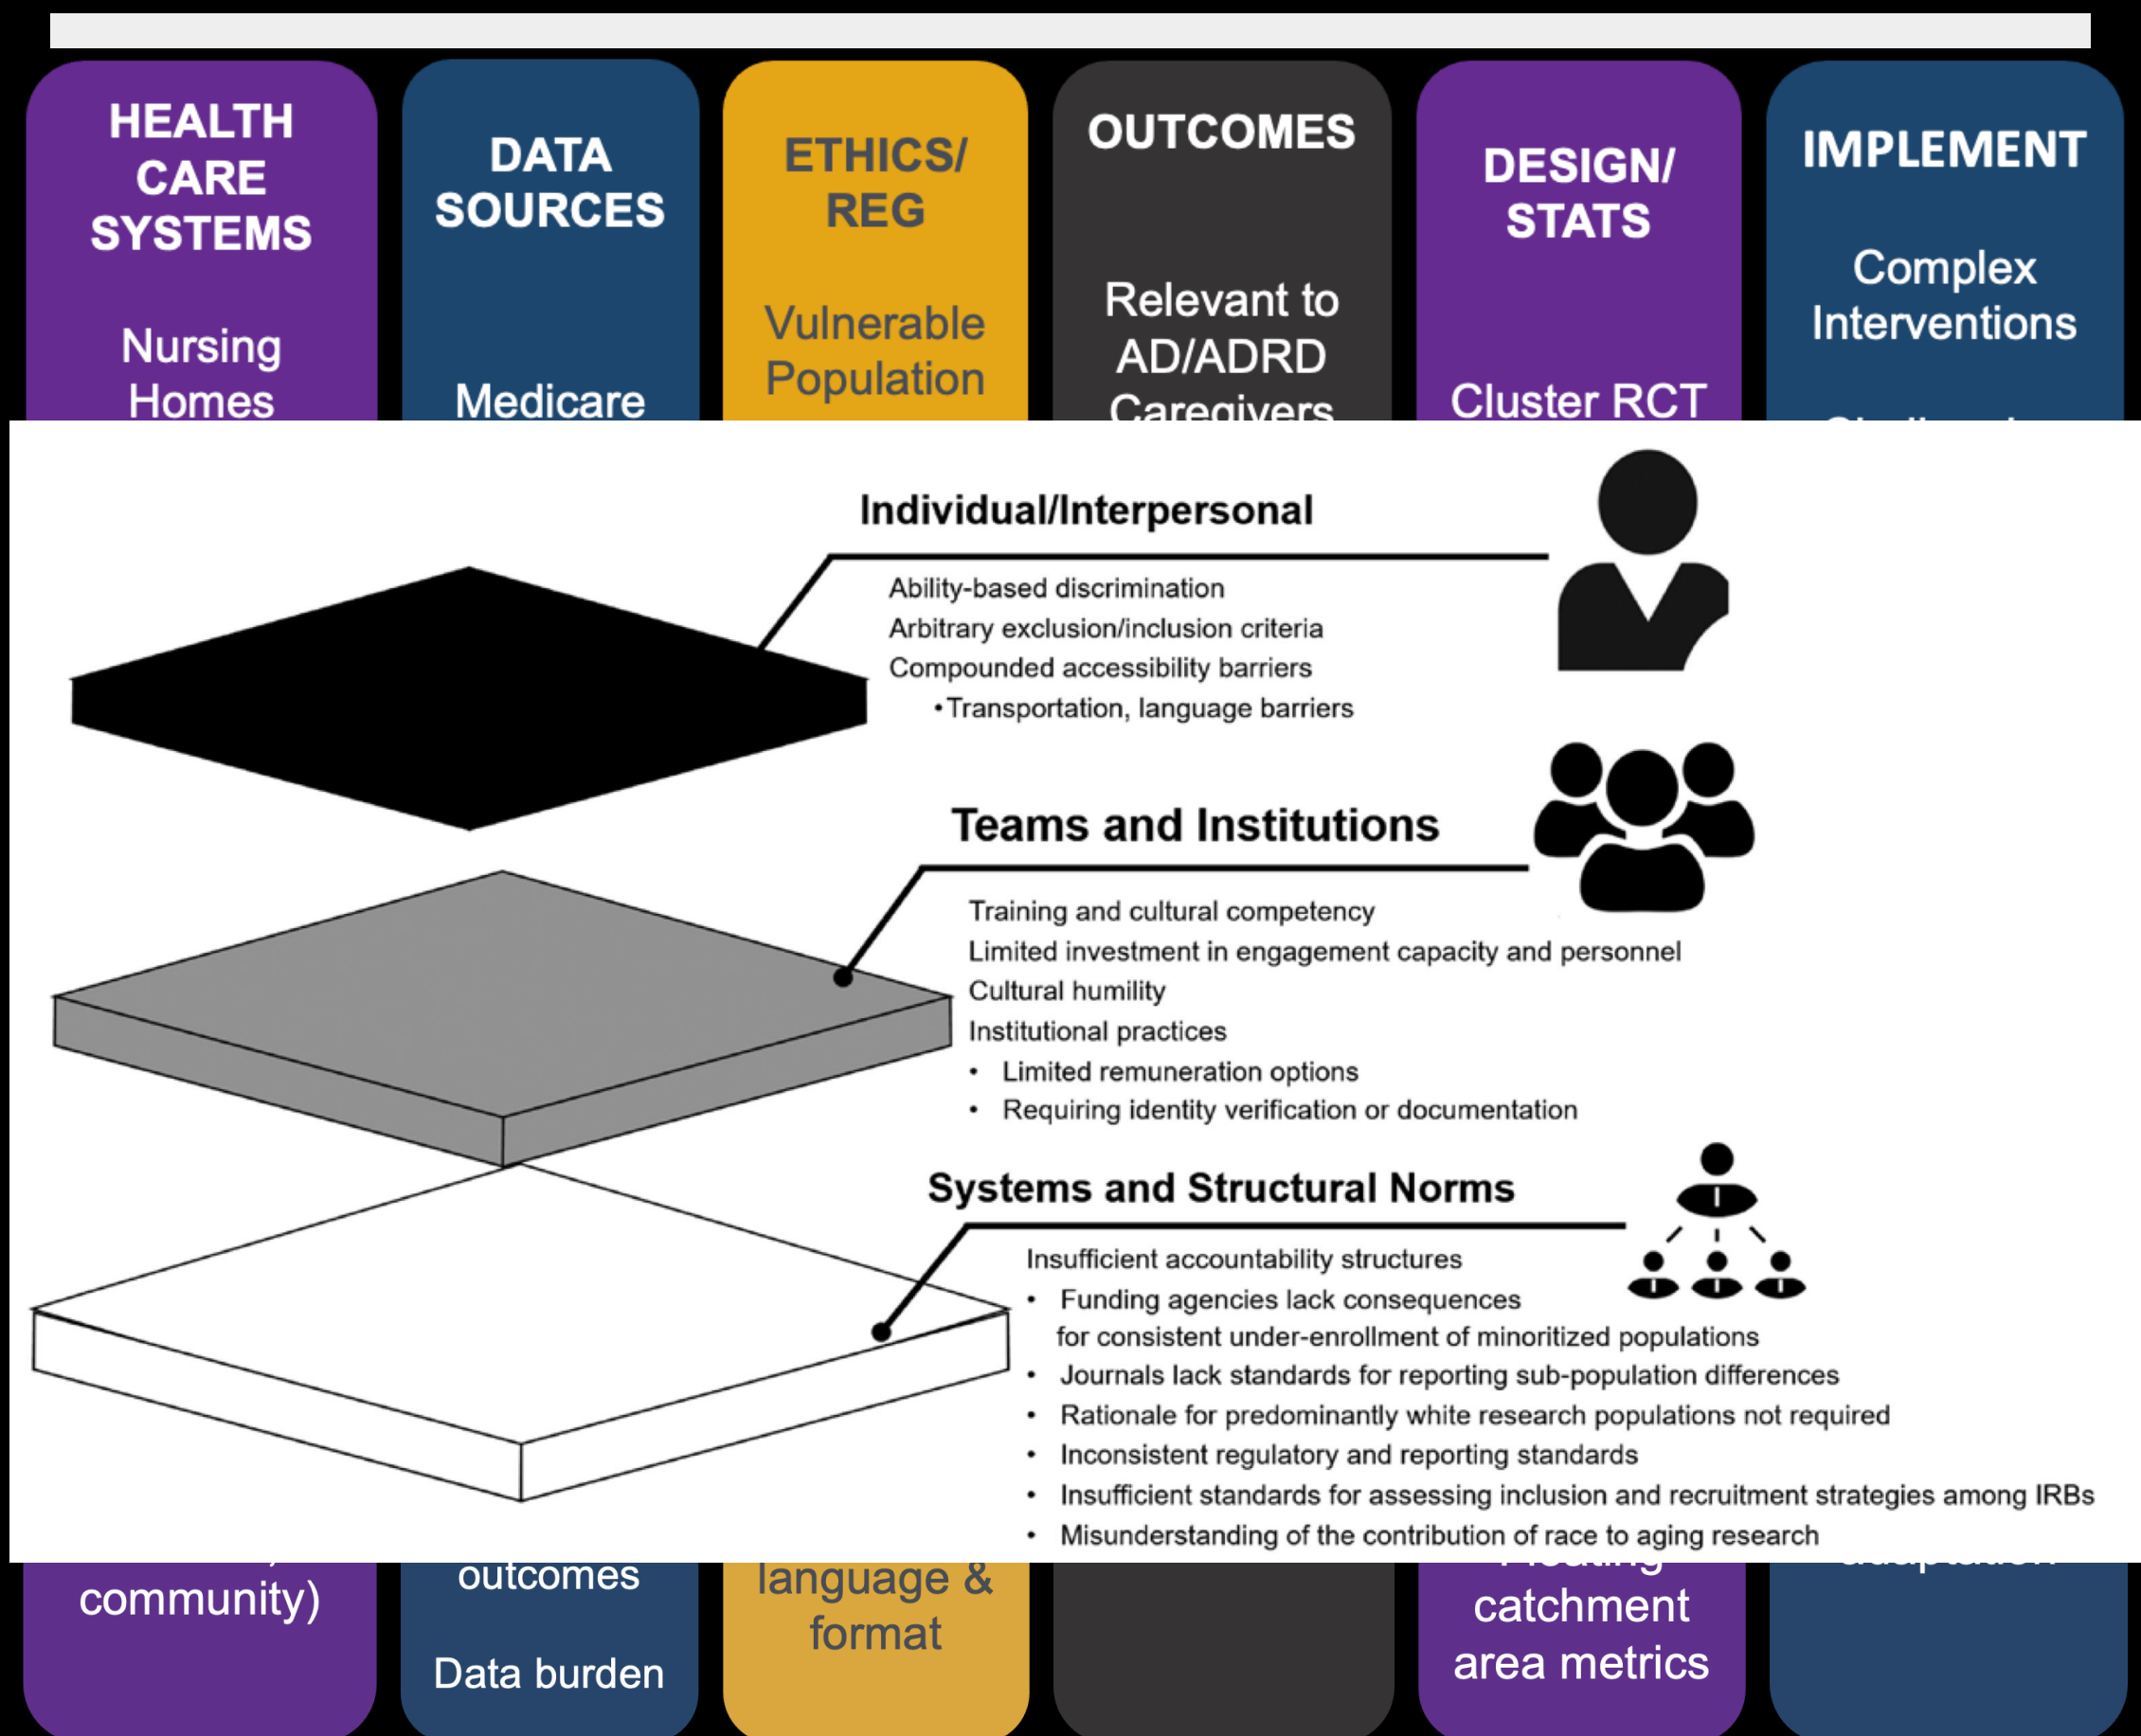 HEALTH
CARE
SYSTEMS
Nursing
Homes
DATA
SOURCES
Medicare
ETHICS/
REG
Vulnerable
Population
OUTCOMES
Relevant to
AD/ADRD
Caregivers
DESIGN/
STATS
Cluster RCT
IMPLEMENT
Complex
Interventions
Individual/Interpersonal
Ability-based discrimination
Arbitrary exclusion/inclusion criteria
Compounded accessibility barriers
•Transportation, language barriers
Teams and Institutions
Training and cultural competency
Limited investment in engagement capacity and personnel
Cultural humility
Institutional practices
• Limited remuneration options
• Requiring identity verification or documentation
Systems and Structural Norms
Insufficient accountability structures
• Funding agencies lack consequences
for consistent under-enrollment of minoritized populations
• Journals lack standards for reporting sub-population differences
• Rationale for predominantly white research populations not required
• Inconsistent regulatory and reporting standards
• Insufficient standards for assessing inclusion and recruitment strategies among IRBs
• Misunderstanding of the contribution of race to aging research
community)
outcomes
Data burden
language &
format
catchment
area metrics